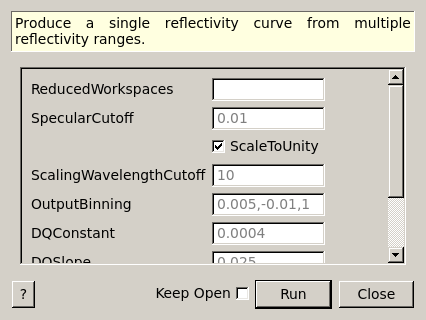 Produce a single reflectivity curve from multiple
reflectivity ranges.
ReducedWorkspaces
SpecularCutoff 0.01
ScaleToUnity
ScalingWavelengthCutoff 10
OutputBinning 0.005,-0.01,1
DQConstant 0.0004
DQSlope 0.025
? Keep Open Run Close